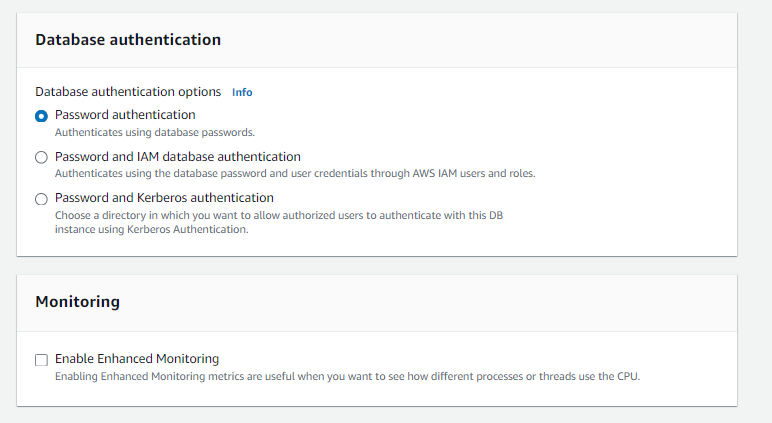 Database authentication
Database authentication options Info
Password authentication
Authenticates using database passwords.
Password and IAM database authentication
Authenticates using the database password and user credentials through AWS IAM users and roles.
Password and Kerberos authentication
Choose a directory in which you want to allow authorized users to authenticate with this DB
instance using Kerberos Authentication.
Monitoring
Enable Enhanced Monitoring
Enabling Enhanced Monitoring metrics are useful when you want to see how different processes or threads use the CPU.